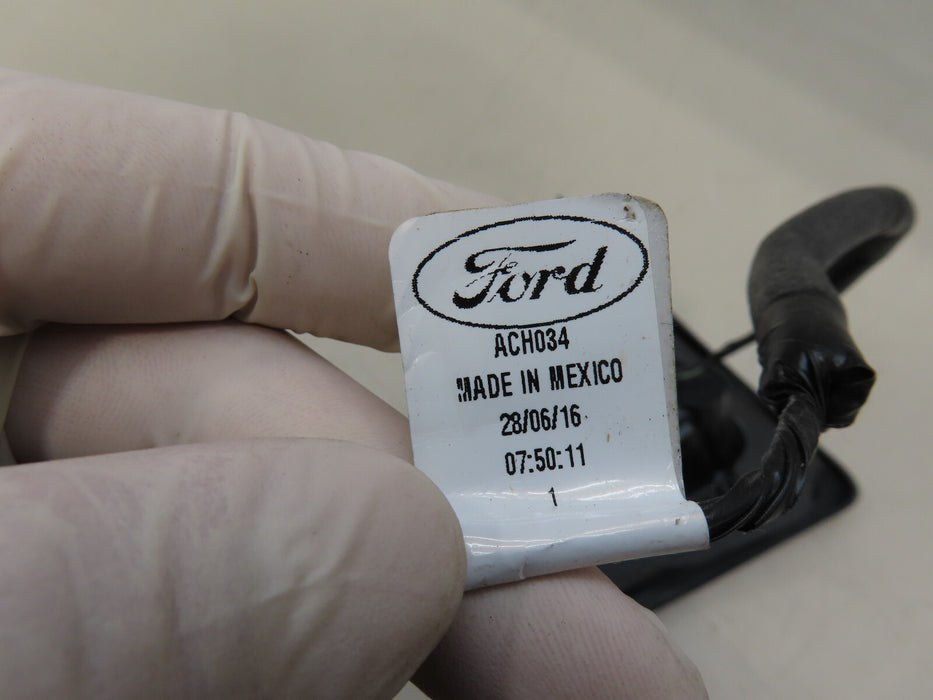 Ford
ACH034
MADE IN MEXICO
28/06/16
07:50:11
1